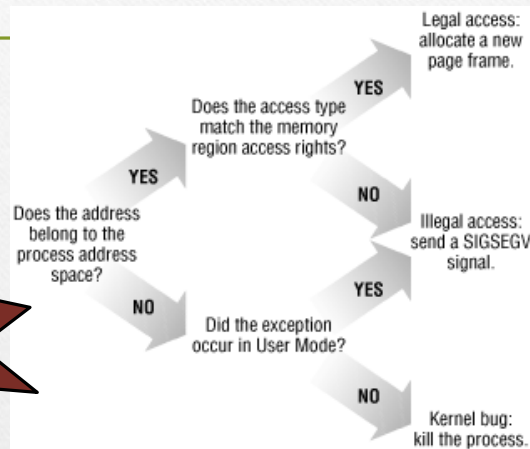 Legal access:
allocate a new
page frame.
YES
Does the access type
match the memory
region access rights?
YES
NO
Does the address
belong to the
process address
space?
Illegal access:
send a SIGSEGV
signal.
YES
NO
Did the exception
occur in User Mode?
NO
Kernel bug:
kill the process.